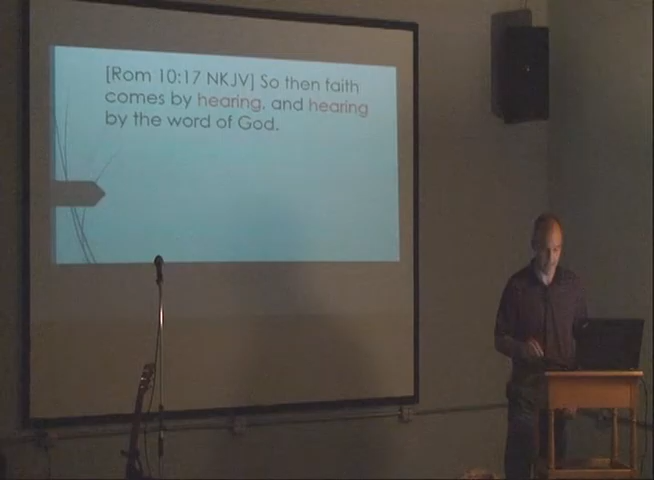 [Rom 10:17 NKJV] So then faith
comes by hearing, and hearing
by the word of God.